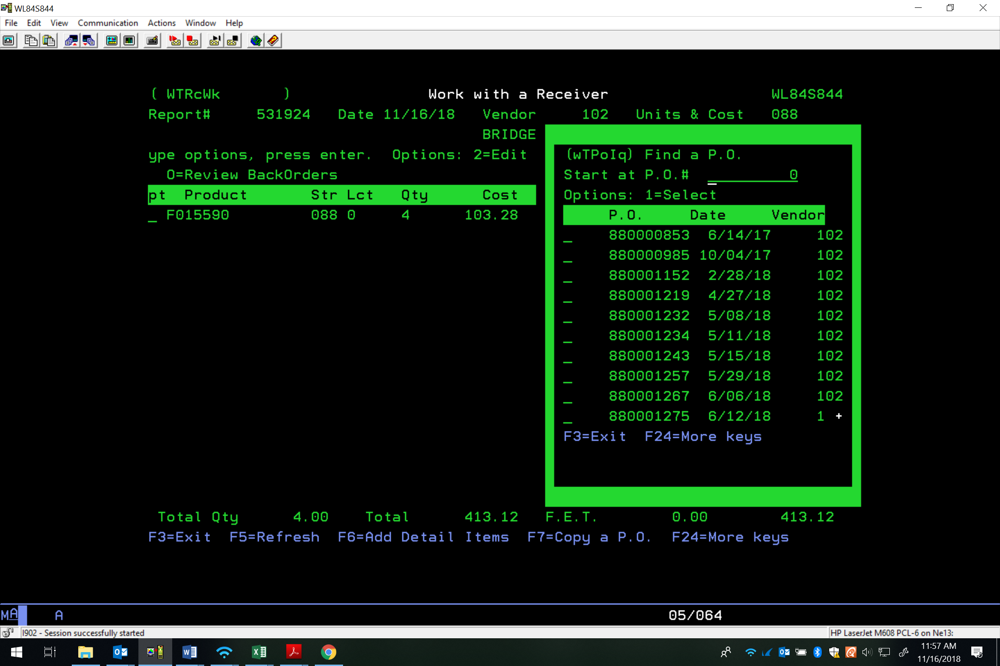 WL84S844
File Edit View Communication Actions Window Help
( WTRcWk ) Work with a Receiver WL84S844
Report# 531924 Date 11/16/18 Vendor 102 Units & Cost 088
BRIDGE
ype options, press enter. Options: 2=Edit
0=Review BackOrders
pt Product Str Lct Qty Cost
_ F015590 088 0 4 103.28
(wTPoIq) Find a P.O.
Start at P.O.# 0
Options: 1=Select
P.O. Date Vendor
_ 880000853 6/14/17 102
_ 880000985 10/04/17 102
_ 880001152 2/28/18 102
_ 880001219 4/27/18 102
_ 880001232 5/08/18 102
_ 880001234 5/11/18 102
_ 880001243 5/15/18 102
_ 880001257 5/29/18 102
_ 880001267 6/06/18 102
_ 880001275 6/12/18 1 +
F3=Exit F24=More keys
Total Qty 4.00 Total 413.12 F.E.T. 0.00 413.12
F3=Exit F5=Refresh F6=Add Detail Items F7=Copy a P.O. F24=More keys
MA A 05/064
I902 - Session successfully started HP LaserJet M608 PCL-6 on Ne13:
11:57 AM
11/16/2018